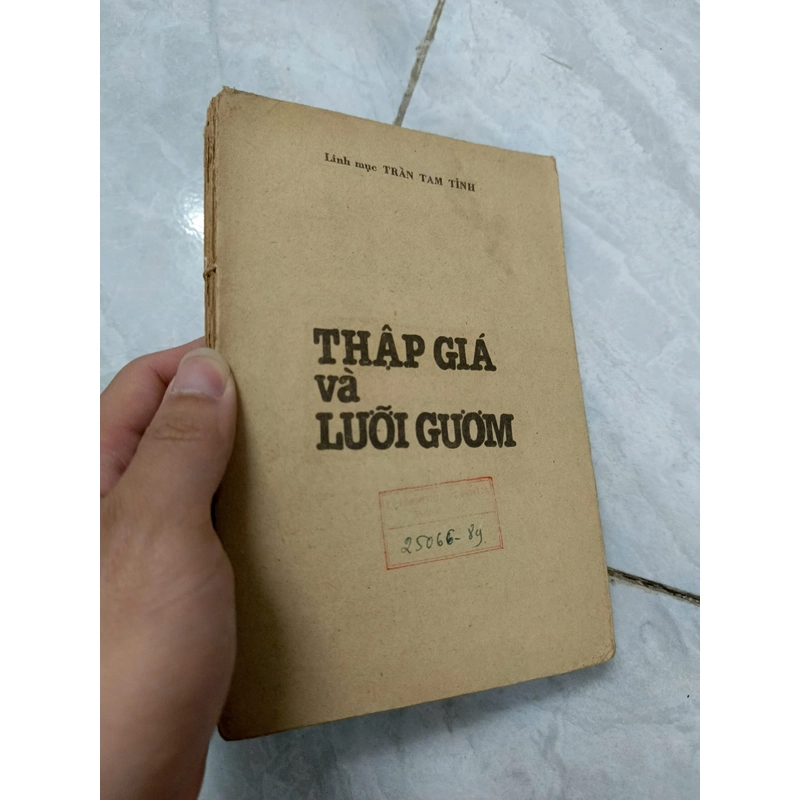 Linh mục TRẦN TAM TỈNH
THẬP GIÁ
và
LƯỠI GƯƠM
25066-89